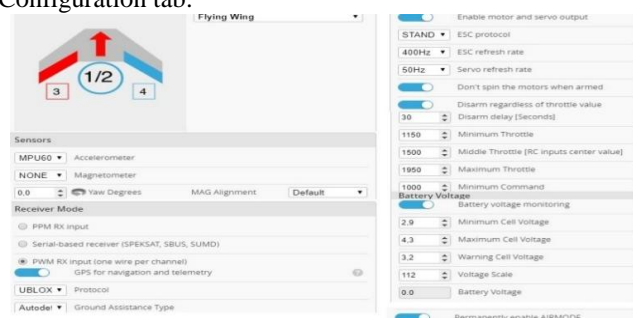 Configuration tab.
Flying Wing
1/2
3
4
Sensors
MPU60 Accelerometer
NONE Magnetometer
0.0 Yaw Degrees MAG Alignment Default
Receiver Mode
PPM RX input
Serial-based receiver (SPEKSAT, SBUS, SUMD)
PWM RX input (one wire per channel)
GPS for navigation and telemetry
UBLOX Protocol
Autodet Ground Assistance Type
Enable motor and servo output
STAND ESC protocol
400Hz ESC refresh rate
50Hz Servo refresh rate
Don't spin the motors when armed
Disarm regardless of throttle value
30 Disarm delay [Seconds]
1150 Minimum Throttle
1500 Middle Throttle [RC inputs center value]
1950 Maximum Throttle
1000 Minimum Command
Battery Voltage
Battery voltage monitoring
2,9 Minimum Cell Voltage
4,3 Maximum Cell Voltage
3,2 Warning Cell Voltage
112 Voltage Scale
0.0 Battery Voltage
Permanently enable AIRMODE